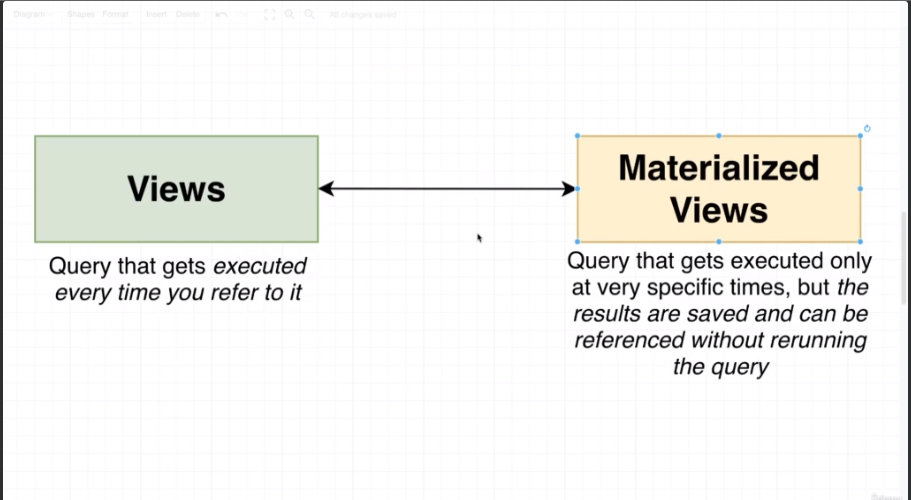 Diagram Shapes Format Insert Delete All changes saved
Views
Materialized
Views
Query that gets executed
every time you refer to it
Query that gets executed only
at very specific times, but the
results are saved and can be
referenced without rerunning
the query